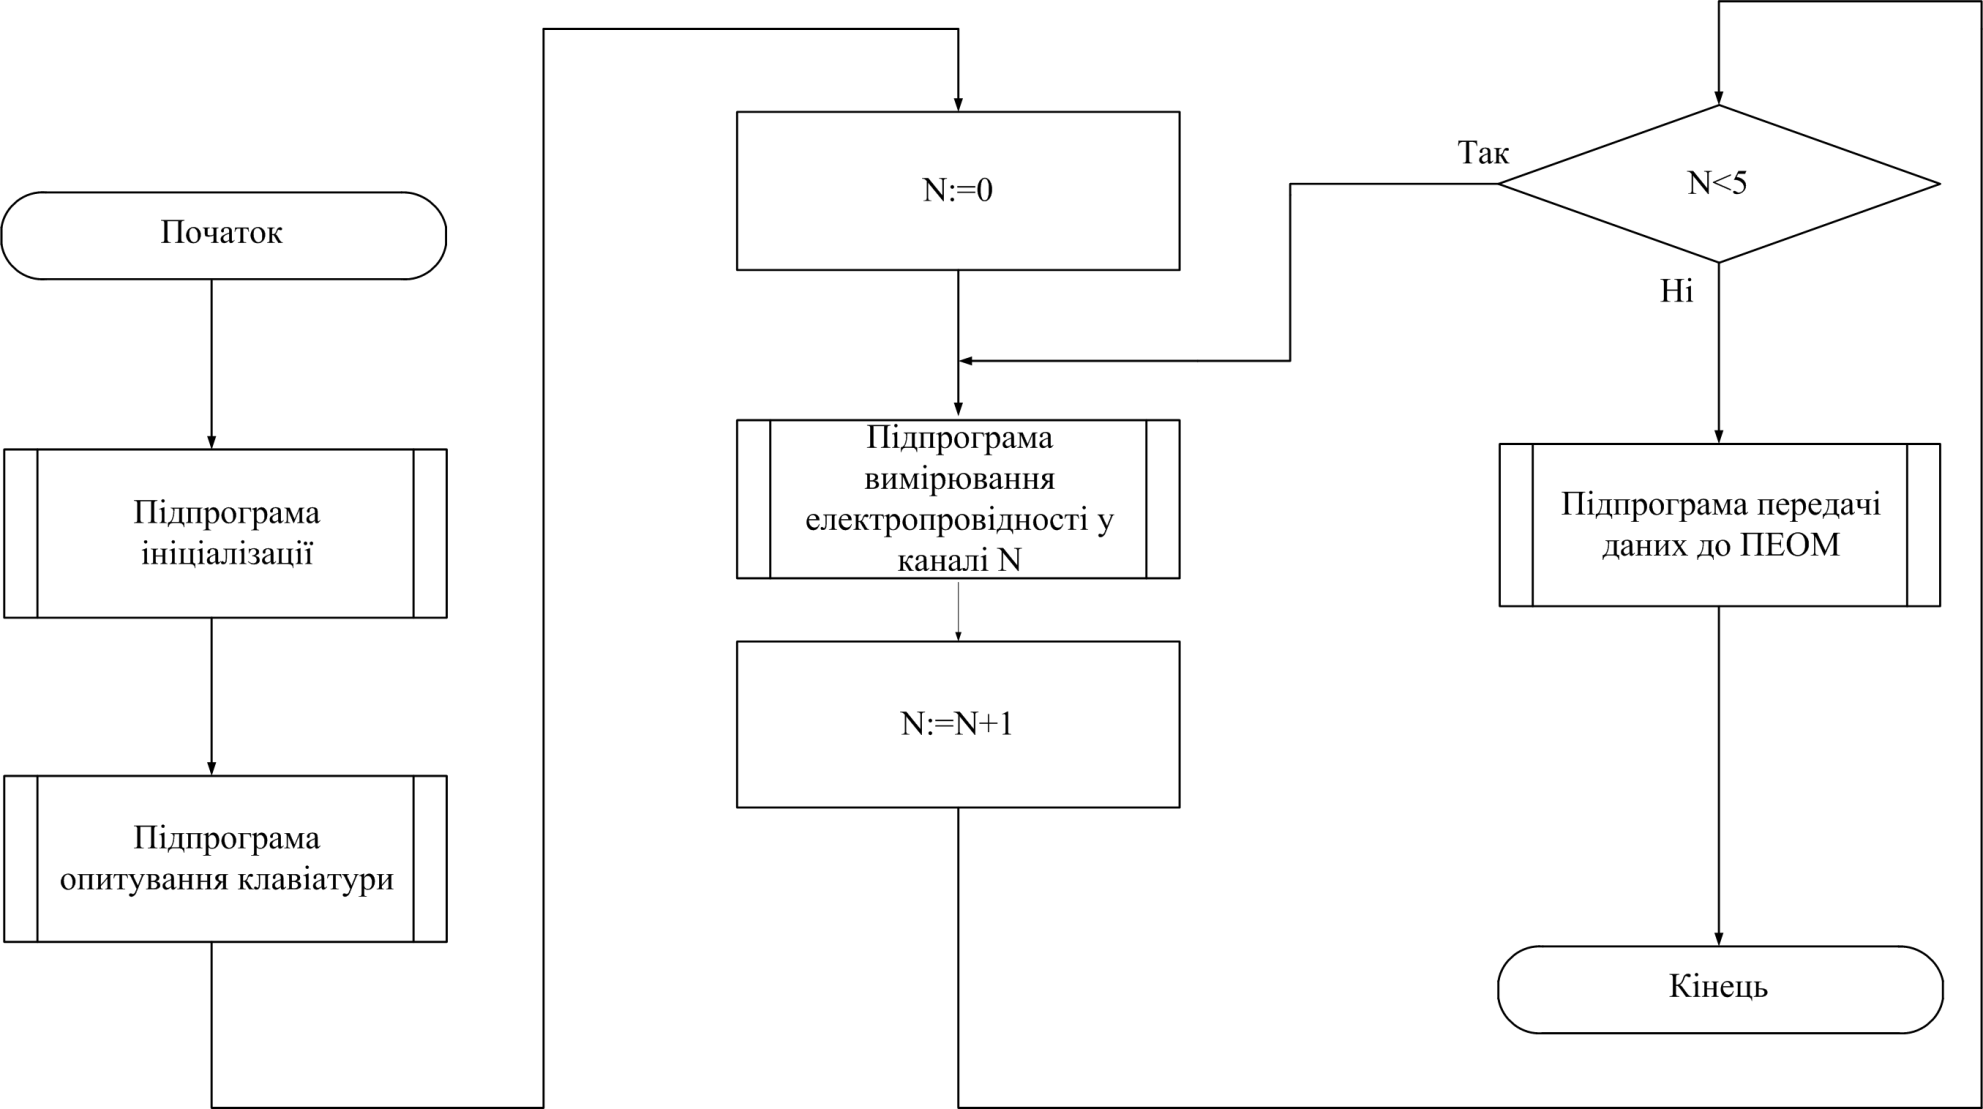 Початок
Підпрограма
ініціалізації
Підпрограма
опитування клавіатури
N:=0
Підпрограма
вимірювання
електропровідності у
каналі N
N:=N+1
Так
N<5
Ні
Підпрограма передачі
даних до ПЕОМ
Кінець